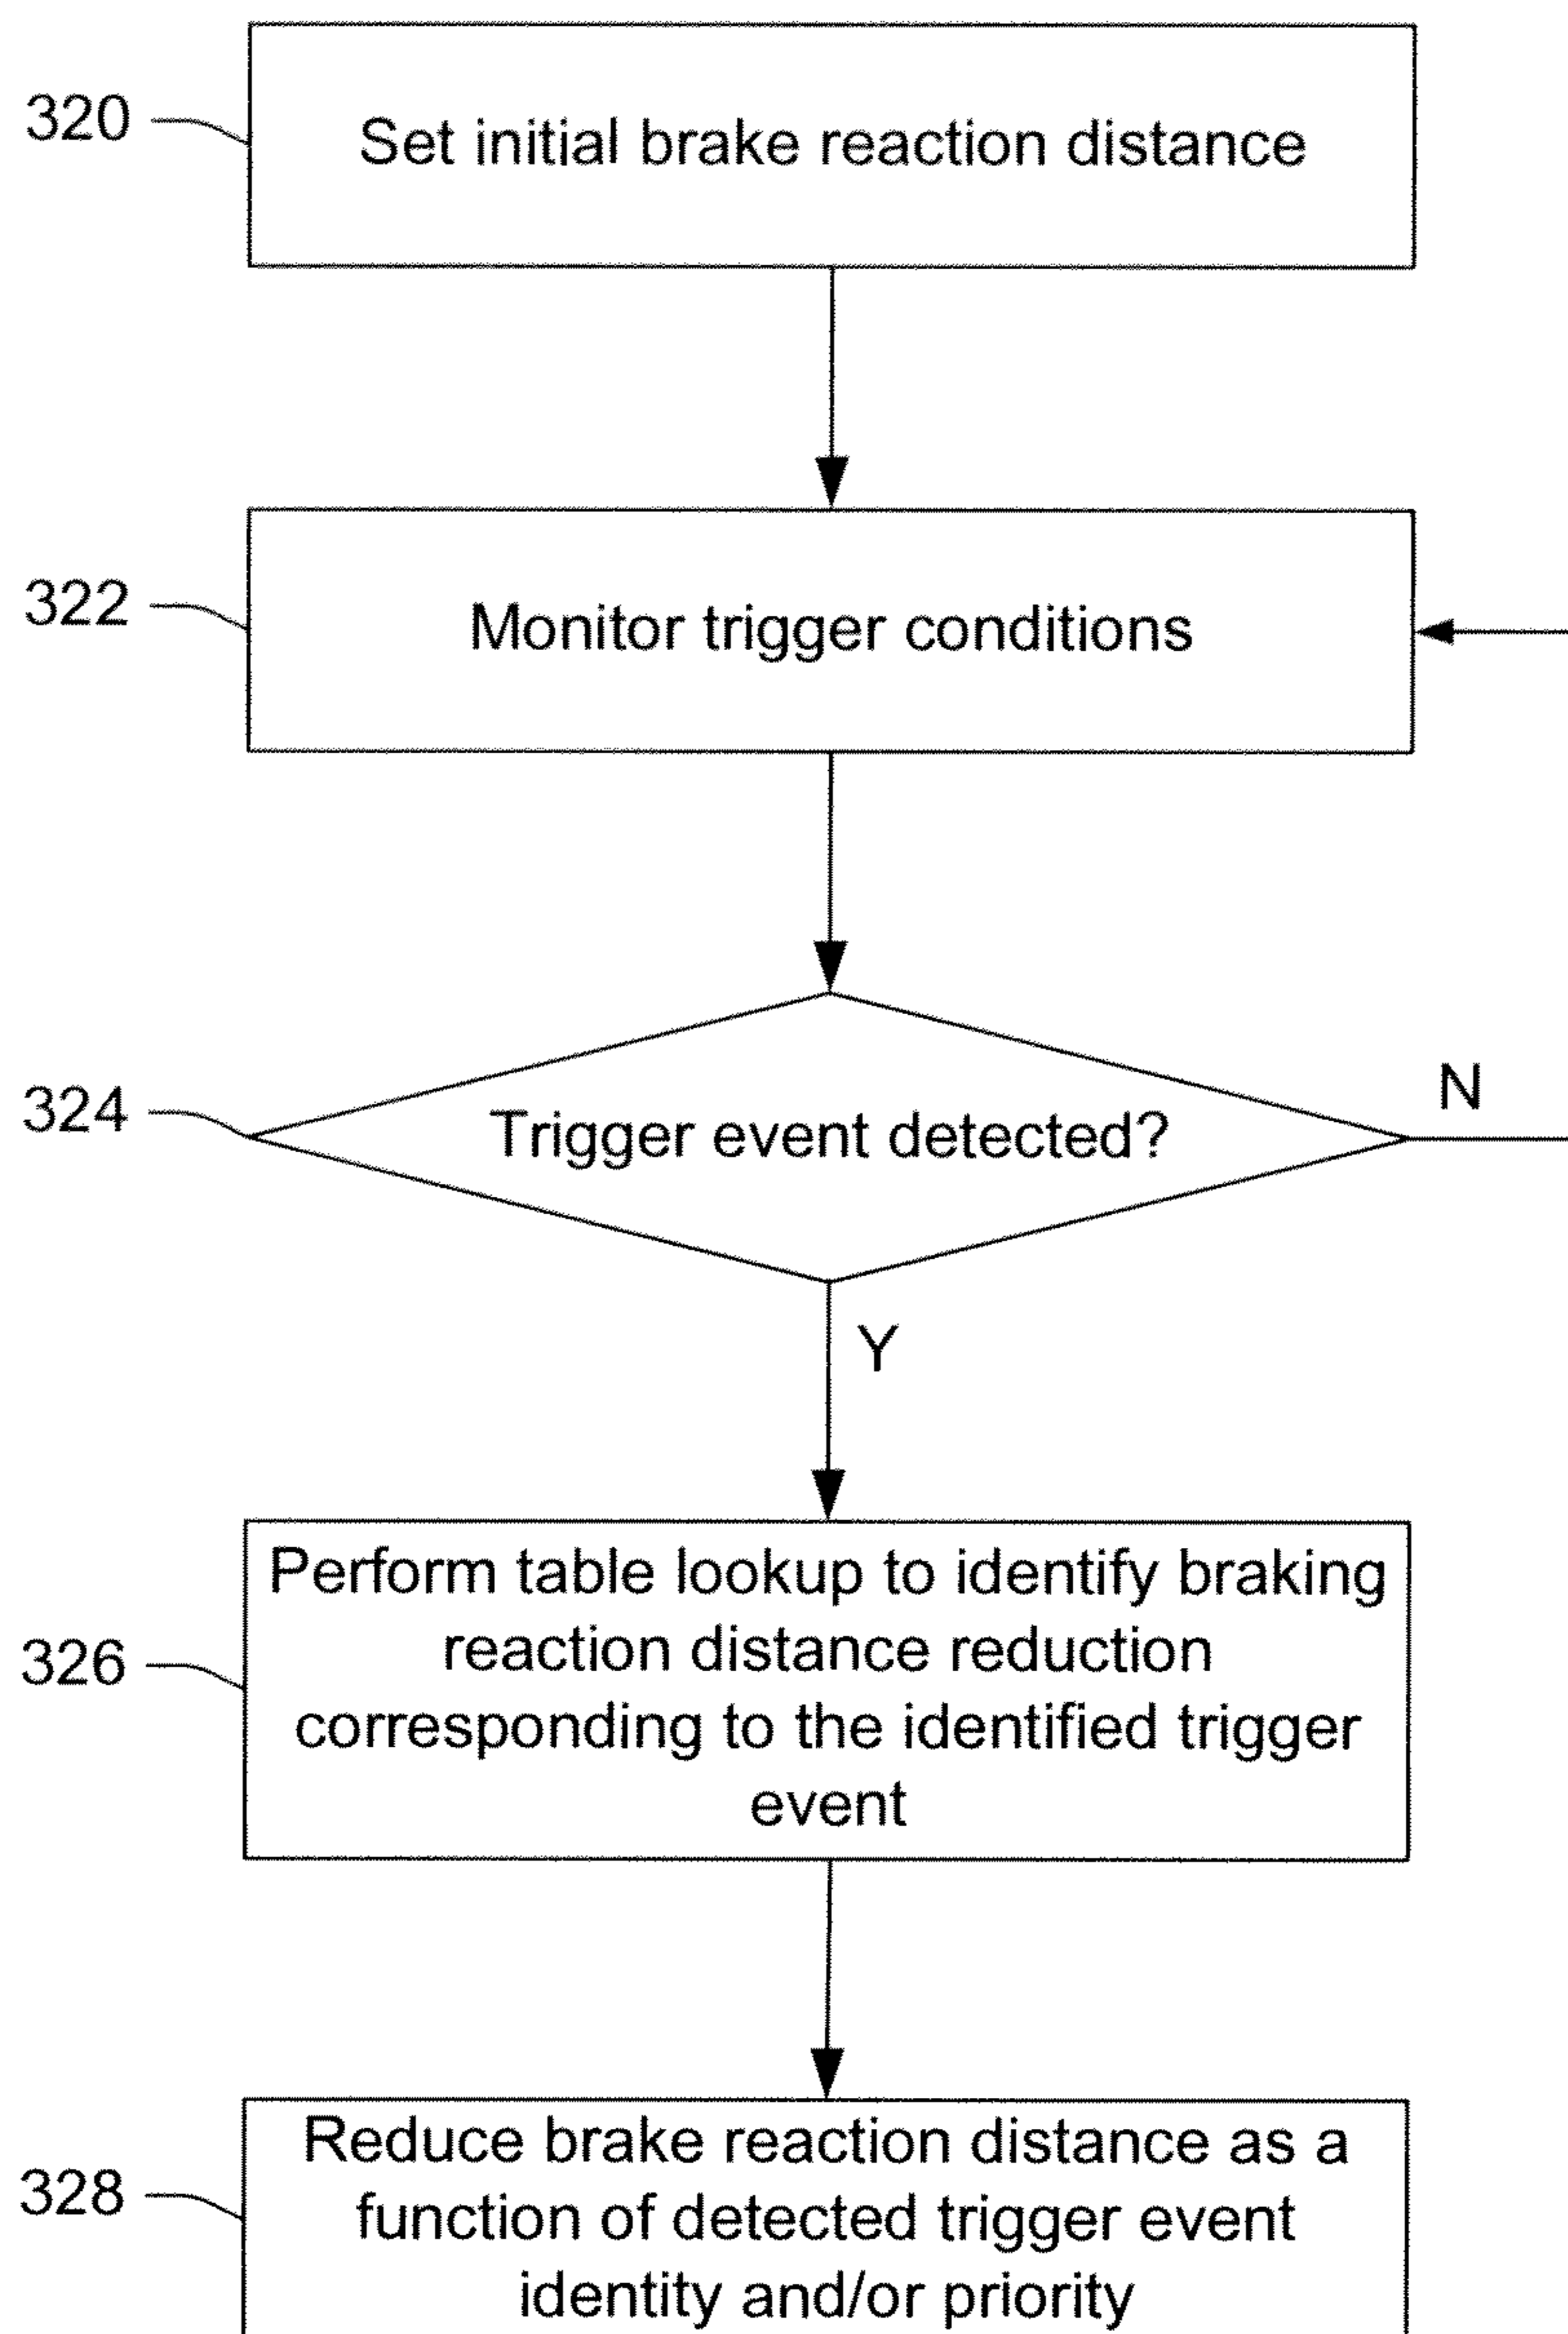 320
Set initial brake reaction distance
322
Monitor trigger conditions
324
Trigger event detected?
N
Y
326
Perform table lookup to identify braking
reaction distance reduction
corresponding to the identified trigger
event
328
Reduce brake reaction distance as a
function of detected trigger event
identity and/or priority